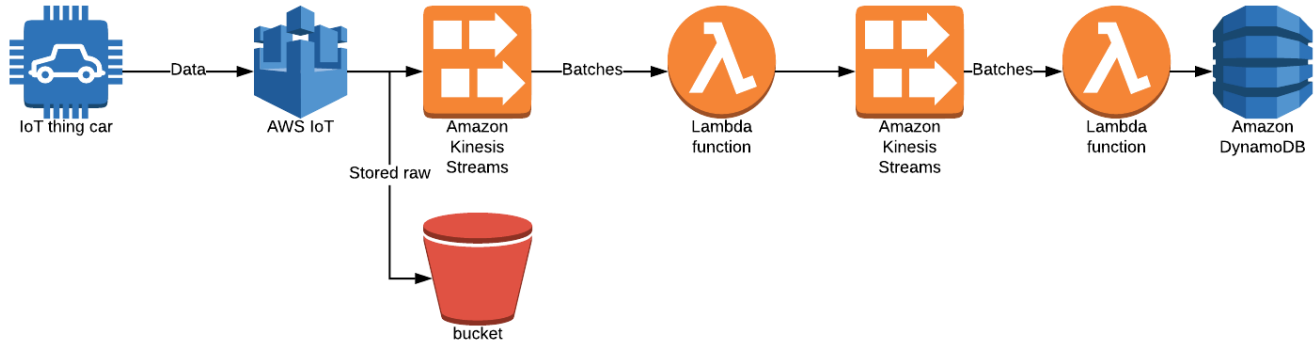 Data
Batches
Batches
IoT thing car
AWS IoT
Amazon
Kinesis
Streams
Lambda
function
Amazon
Kinesis
Streams
Lambda
function
Amazon
DynamoDB
Stored raw
bucket